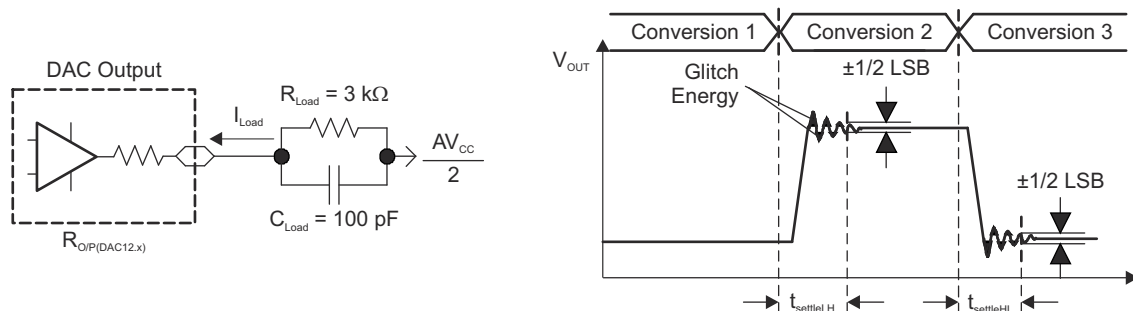 DAC Output
R_Load = 3 kΩ
I_Load
AV_CC
2
C_Load = 100 pF
R_O/P(DAC12.x)
Conversion 1
Conversion 2
Conversion 3
V_OUT
Glitch
Energy
±1/2 LSB
±1/2 LSB
t_settleLH
t_settleHL